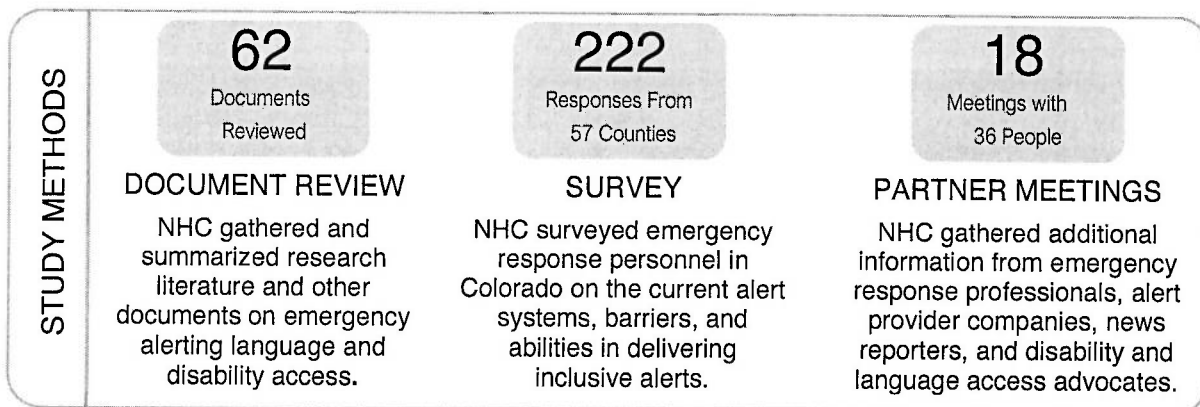 STUDY METHODS
62
Documents
Reviewed
DOCUMENT REVIEW
NHC gathered and
summarized research
literature and other
documents on emergency
alerting language and
disability access.
222
Responses From
57 Counties
SURVEY
NHC surveyed emergency
response personnel in
Colorado on the current alert
systems, barriers, and
abilities in delivering
inclusive alerts.
18
Meetings with
36 People
PARTNER MEETINGS
NHC gathered additional
information from emergency
response professionals, alert
provider companies, news
reporters, and disability and
language access advocates.